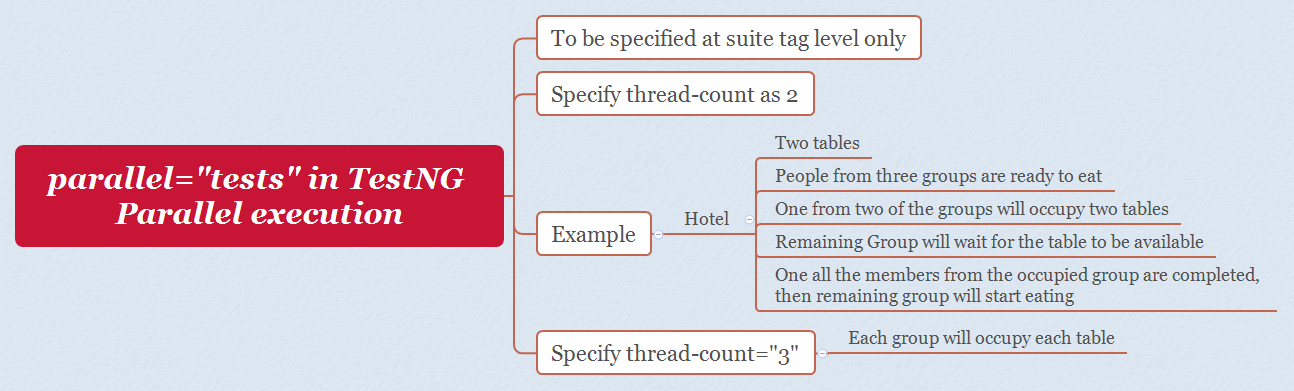 parallel="tests" in TestNG
Parallel execution
To be specified at suite tag level only
Specify thread-count as 2
Example
Hotel
Two tables
People from three groups are ready to eat
One from two of the groups will occupy two tables
Remaining Group will wait for the table to be available
One all the members from the occupied group are completed,
then remaining group will start eating
Specify thread-count="3"
Each group will occupy each table